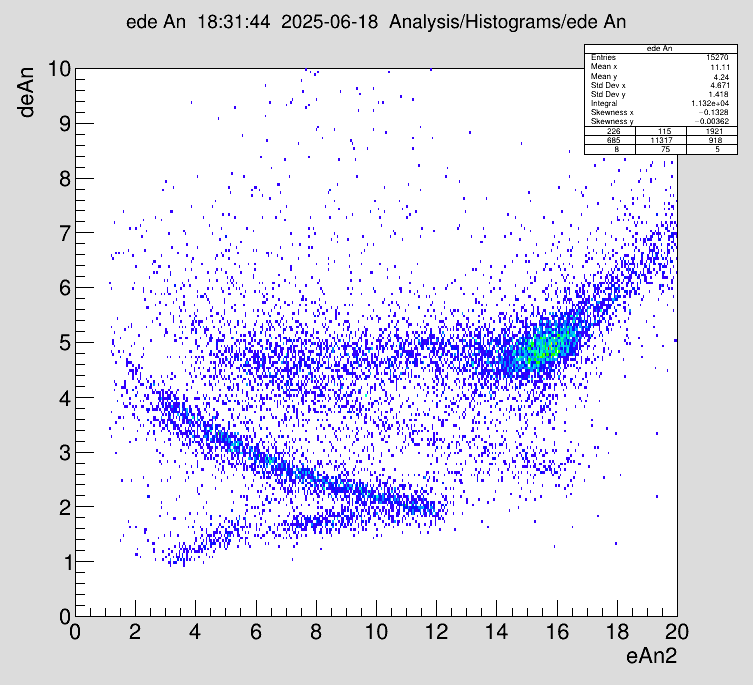 ede An 18:31:44 2025-06-18 Analysis/Histograms/ede An
ede An
Entries 15270
Mean x 11.11
Mean y 4.24
Std Dev x 4.671
Std Dev y 1.418
Integral 1.132e+04
Skewness x −0.1328
Skewness y −0.00362
226 115 1921
685 11317 918
8 75 5
deAn
10
9
8
7
6
5
4
3
2
1
0
0 2 4 6 8 10 12 14 16 18 20
eAn2